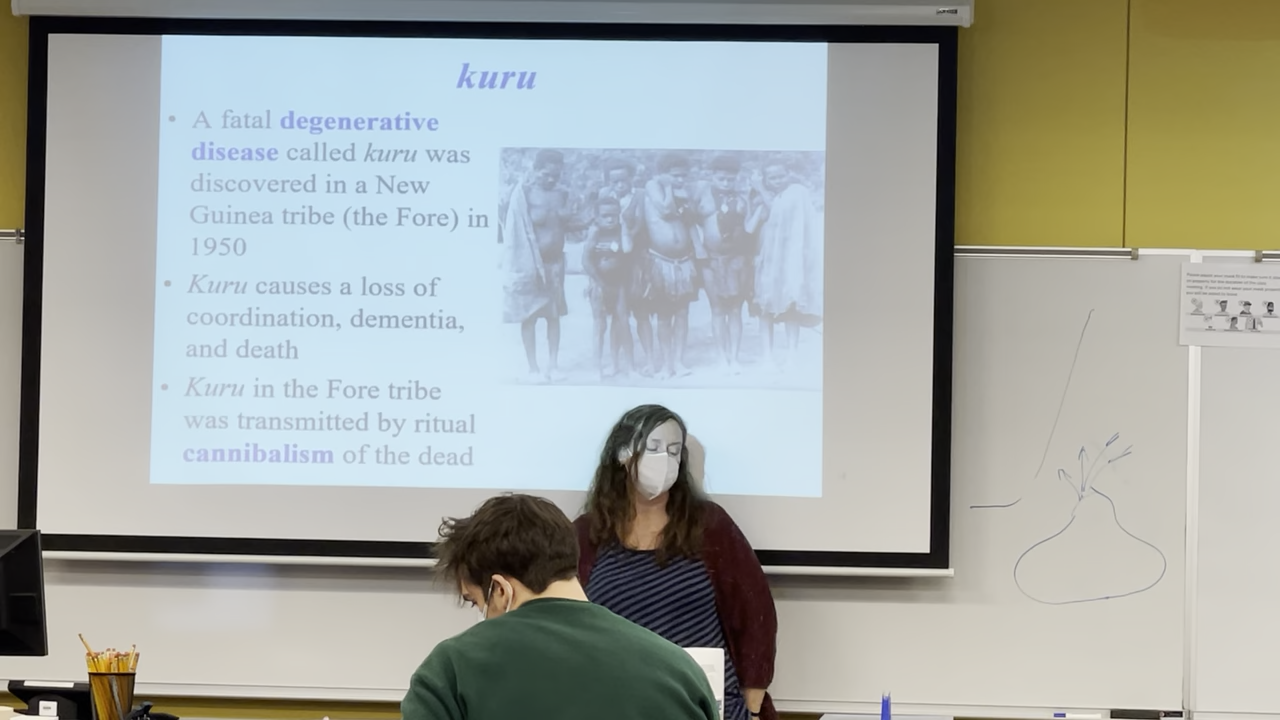 kuru
• A fatal degenerative
disease called kuru was
discovered in a New
Guinea tribe (the Fore) in
1950
• Kuru causes a loss of
coordination, dementia,
and death
• Kuru in the Fore tribe
was transmitted by ritual
cannibalism of the dead